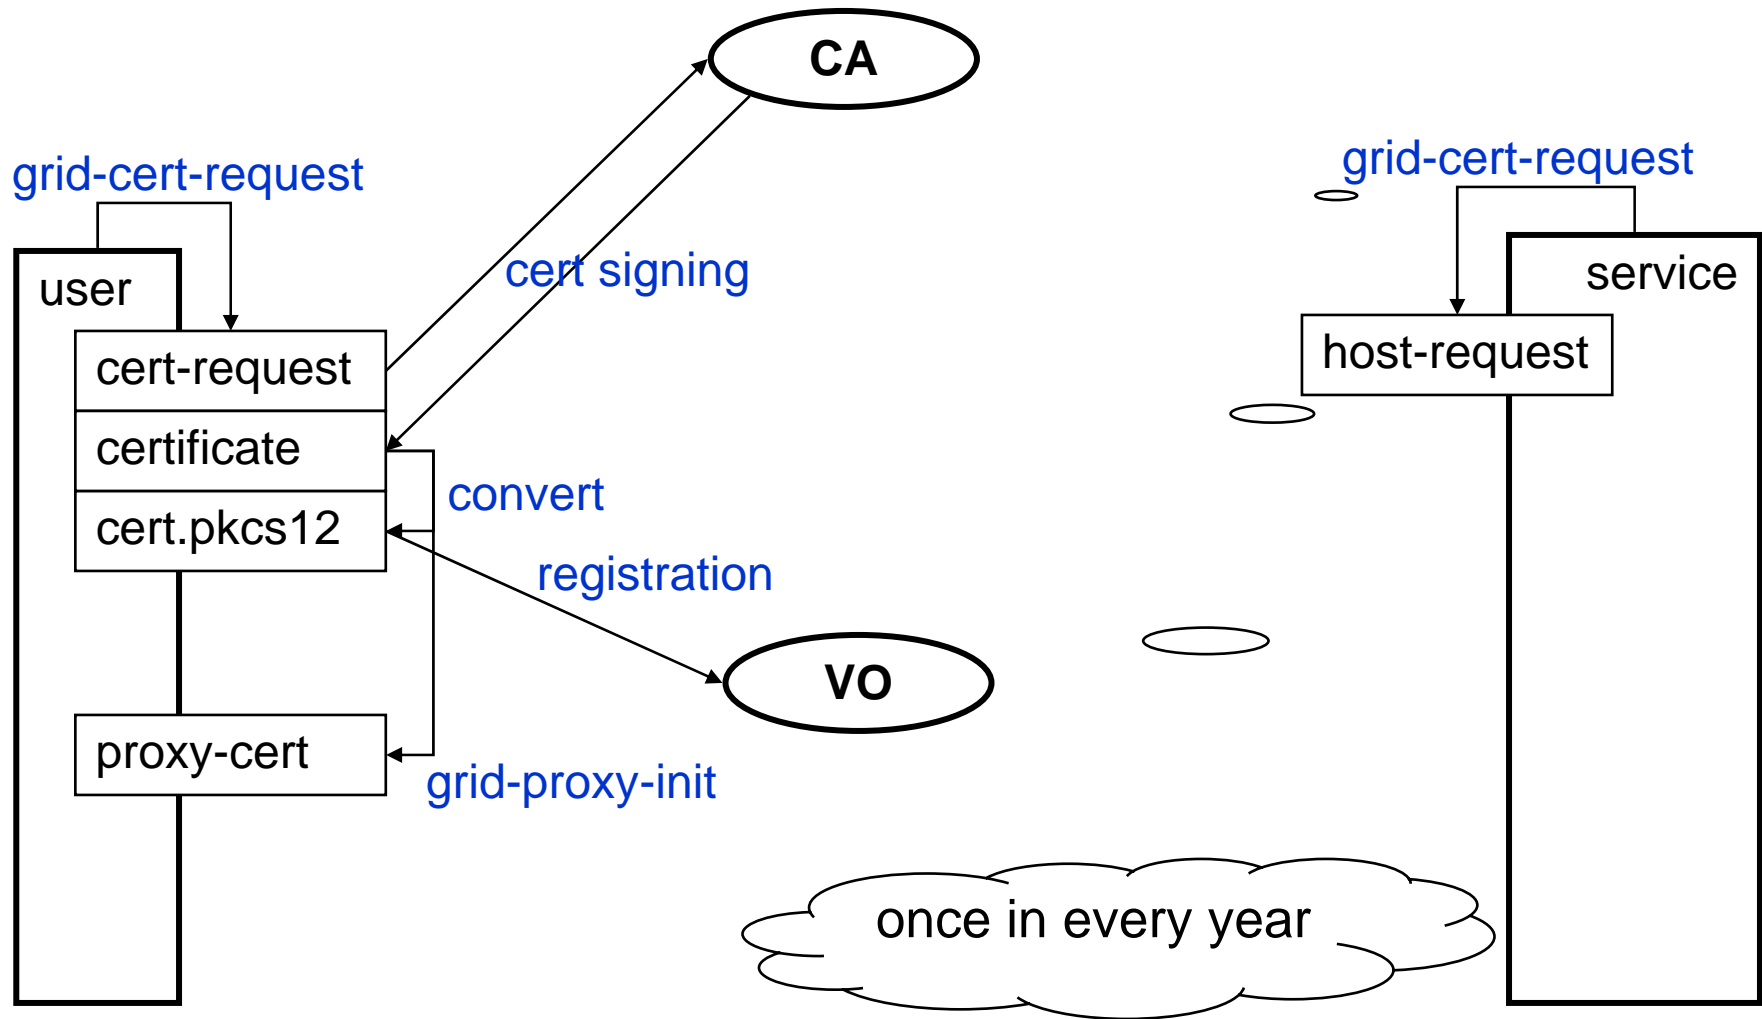 CA
grid-cert-request
grid-cert-request
cert signing
user
service
cert-request
host-request
certificate
convert
cert.pkcs12
registration
VO
proxy-cert
grid-proxy-init
once in every year